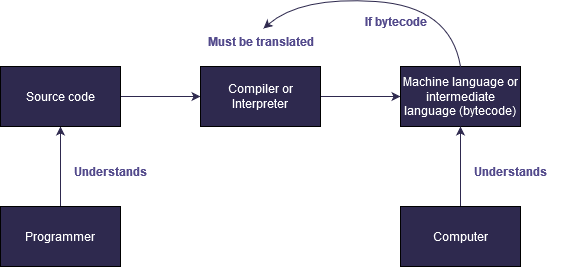 If bytecode
Must be translated
Source code
Compiler or
Interpreter
Machine language or
intermediate
language (bytecode)
Understands
Understands
Programmer
Computer